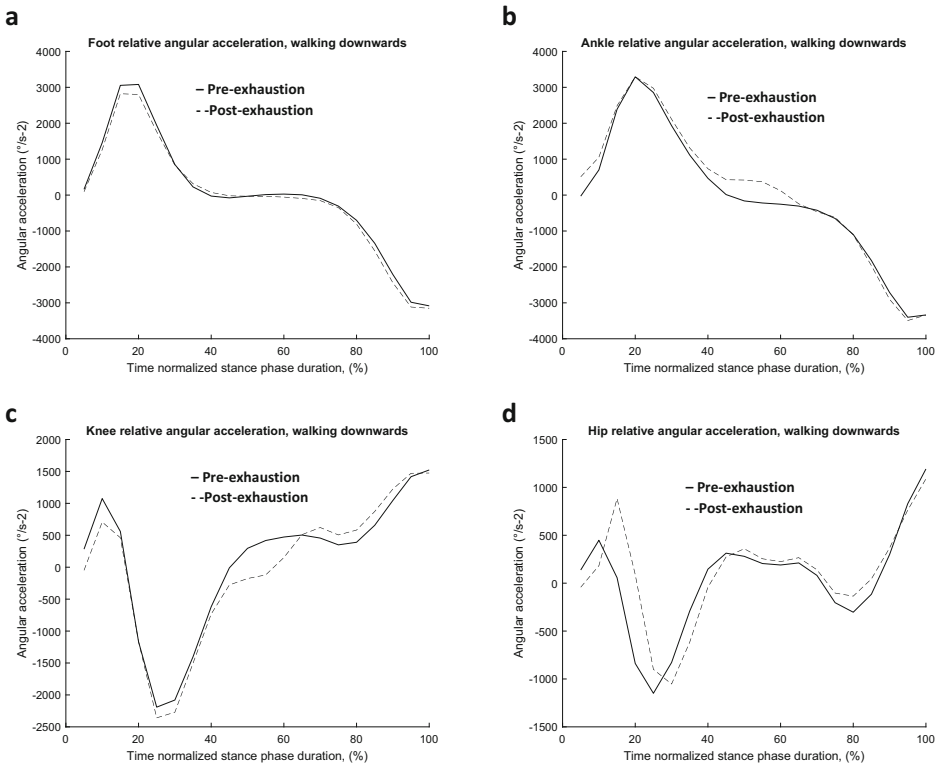 a
Foot relative angular acceleration, walking downwards
4000
3000
2000
1000
0
-1000
-2000
-3000
-4000
Angular acceleration (°/s-2)
– Pre-exhaustion
- -Post-exhaustion
0 20 40 60 80 100
Time normalized stance phase duration, (%)
b
Ankle relative angular acceleration, walking downwards
4000
3000
2000
1000
0
-1000
-2000
-3000
-4000
Angular acceleration (°/s-2)
– Pre-exhaustion
- -Post-exhaustion
0 20 40 60 80 100
Time normalized stance phase duration, (%)
c
Knee relative angular acceleration, walking downwards
2000
1500
1000
500
0
-500
-1000
-1500
-2000
-2500
Angular acceleration (°/s-2)
– Pre-exhaustion
- -Post-exhaustion
0 20 40 60 80 100
Time normalized stance phase duration, (%)
d
Hip relative angular acceleration, walking downwards
1500
1000
500
0
-500
-1000
-1500
Angular acceleration (°/s-2)
– Pre-exhaustion
- -Post-exhaustion
0 20 40 60 80 100
Time normalized stance phase duration, (%)